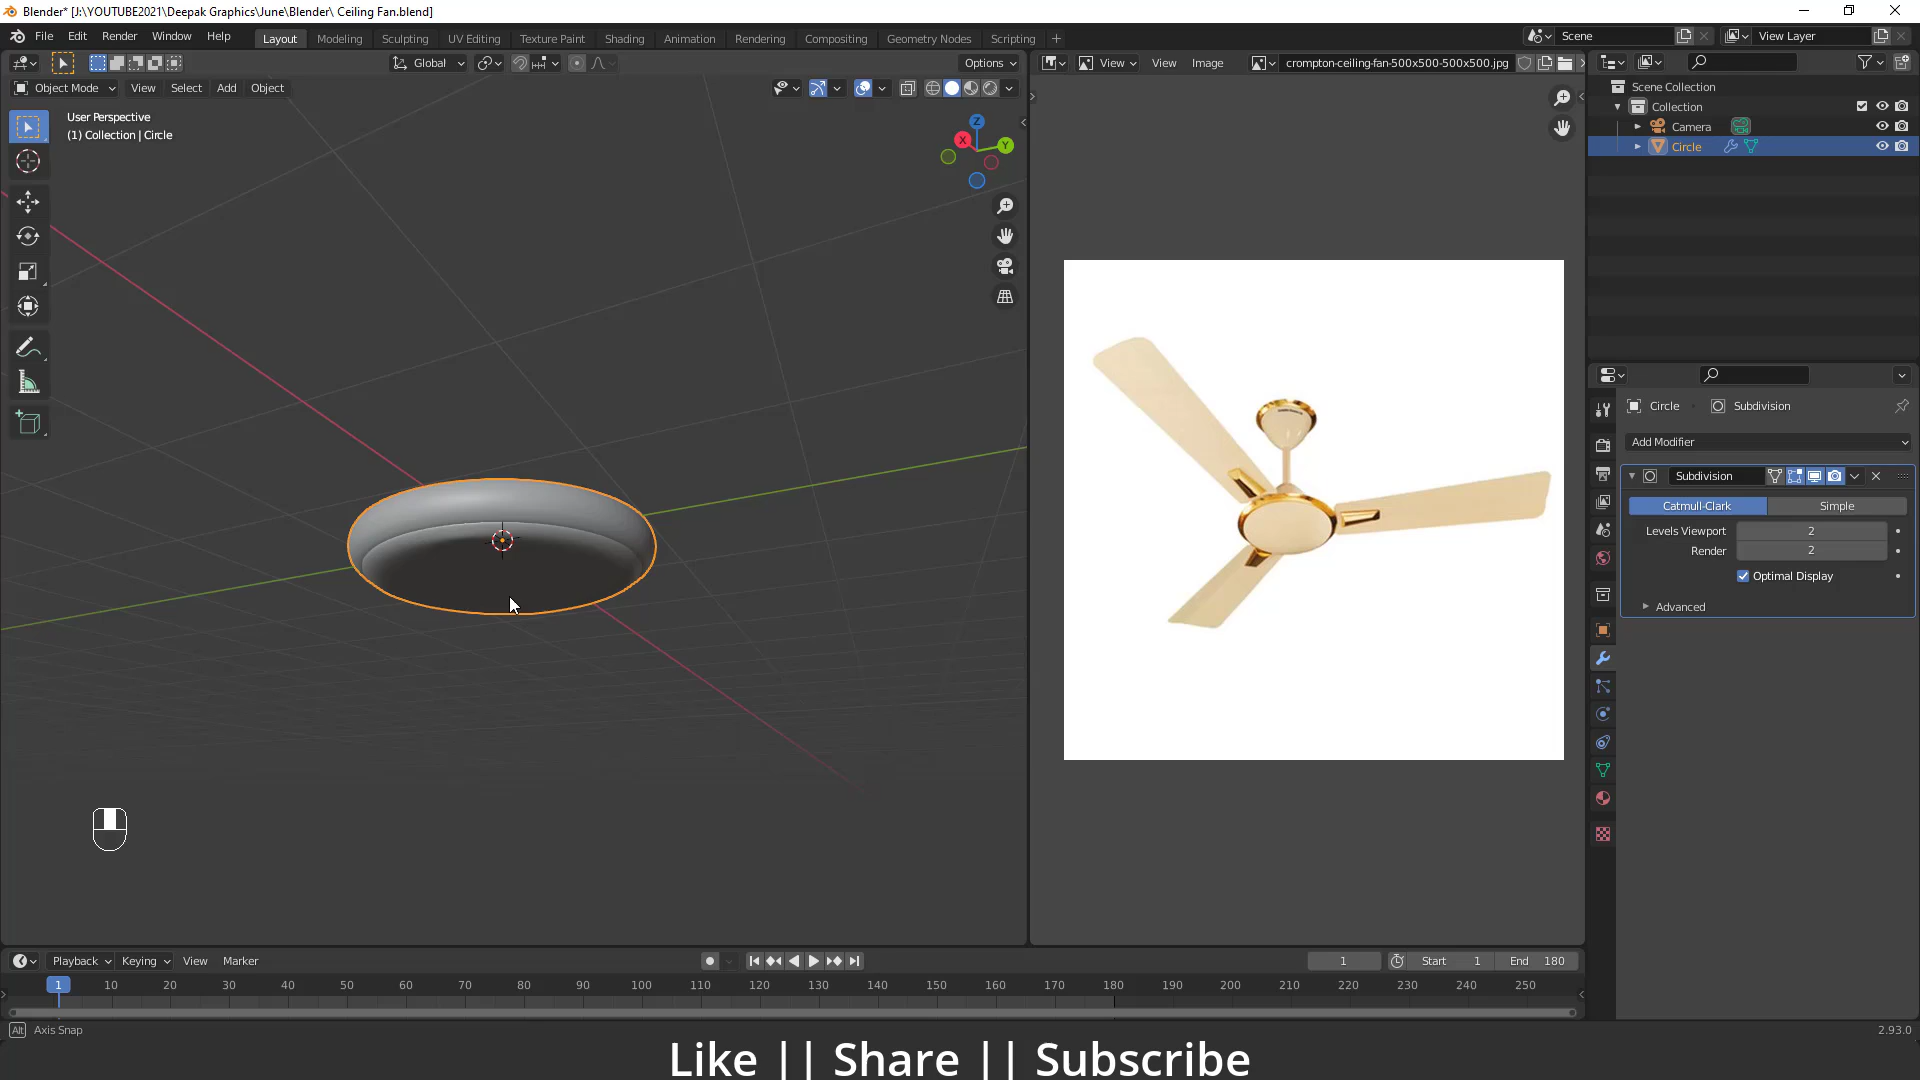 Blender* [J:\YOUTUBE2021\Deepak Graphics\June\Blender\ Ceiling Fan.blend]
File Edit Render Window Help
Layout Modeling Sculpting UV Editing Texture Paint Shading Animation Rendering Compositing Geometry Nodes Scripting +
Scene
View Layer
Global
Options
View View Image
crompton-ceiling-fan-500x500-500x500.jpg
Object Mode View Select Add Object
User Perspective
(1) Collection | Circle
Z
X
Y
Scene Collection
Collection
Camera
Circle
Circle
Subdivision
Add Modifier
Subdivision
Catmull-Clark Simple
Levels Viewport 2
Render 2
Optimal Display
Advanced
Playback Keying View Marker
1
Start 1
End 180
1 10 20 30 40 50 60 70 80 90 100 110 120 130 140 150 160 170 180 190 200 210 220 230 240 250
Alt Axis Snap
2.93.0
Like || Share || Subscribe